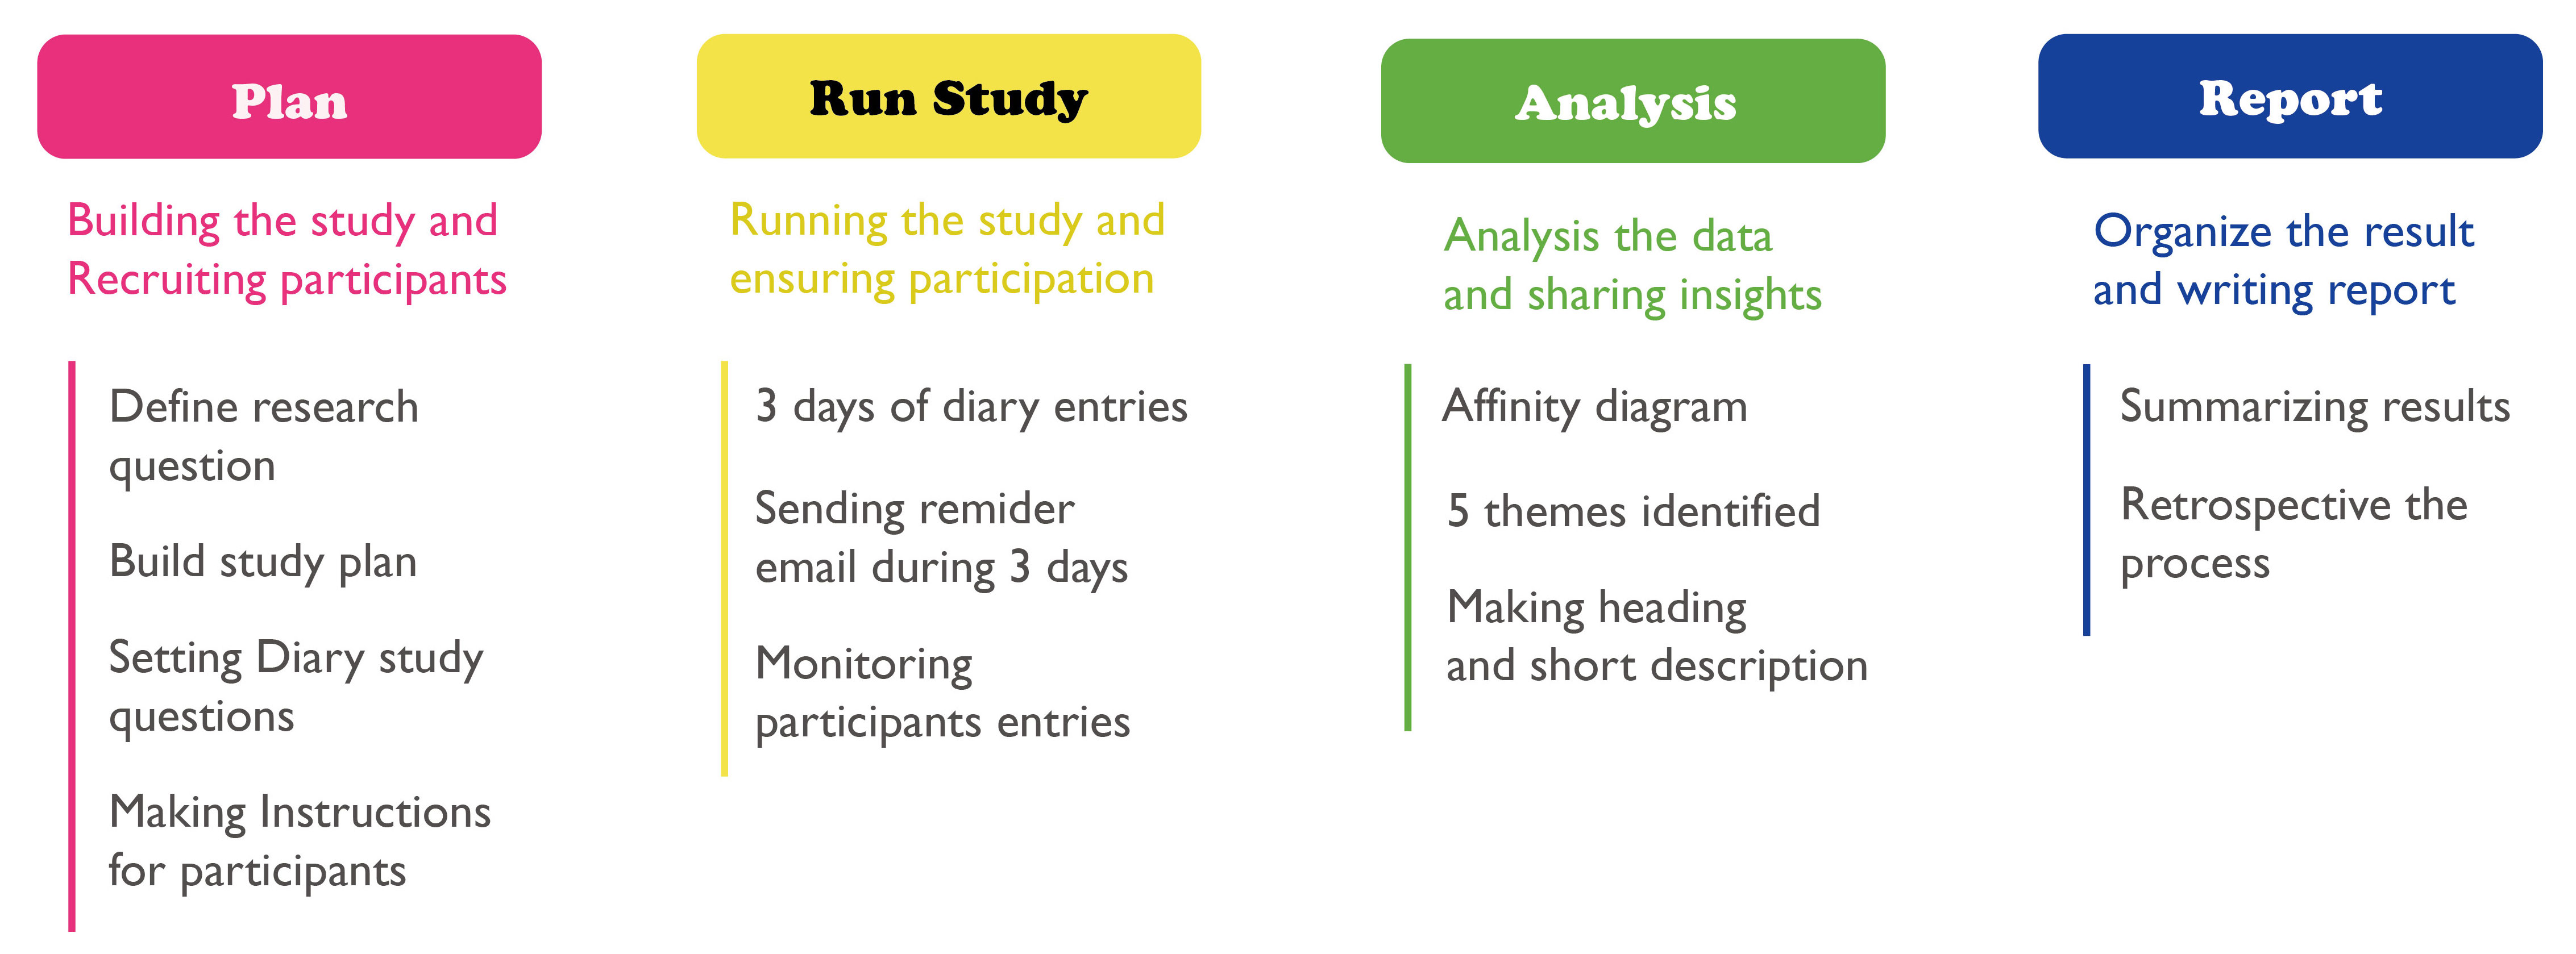 Plan
Building the study and
Recruiting participants
Define research
question
Build study plan
Setting Diary study
questions
Making Instructions
for participants
Run Study
Running the study and
ensuring participation
3 days of diary entries
Sending remider
email during 3 days
Monitoring
participants entries
Analysis
Analysis the data
and sharing insights
Affinity diagram
5 themes identified
Making heading
and short description
Report
Organize the result
and writing report
Summarizing results
Retrospective the
process